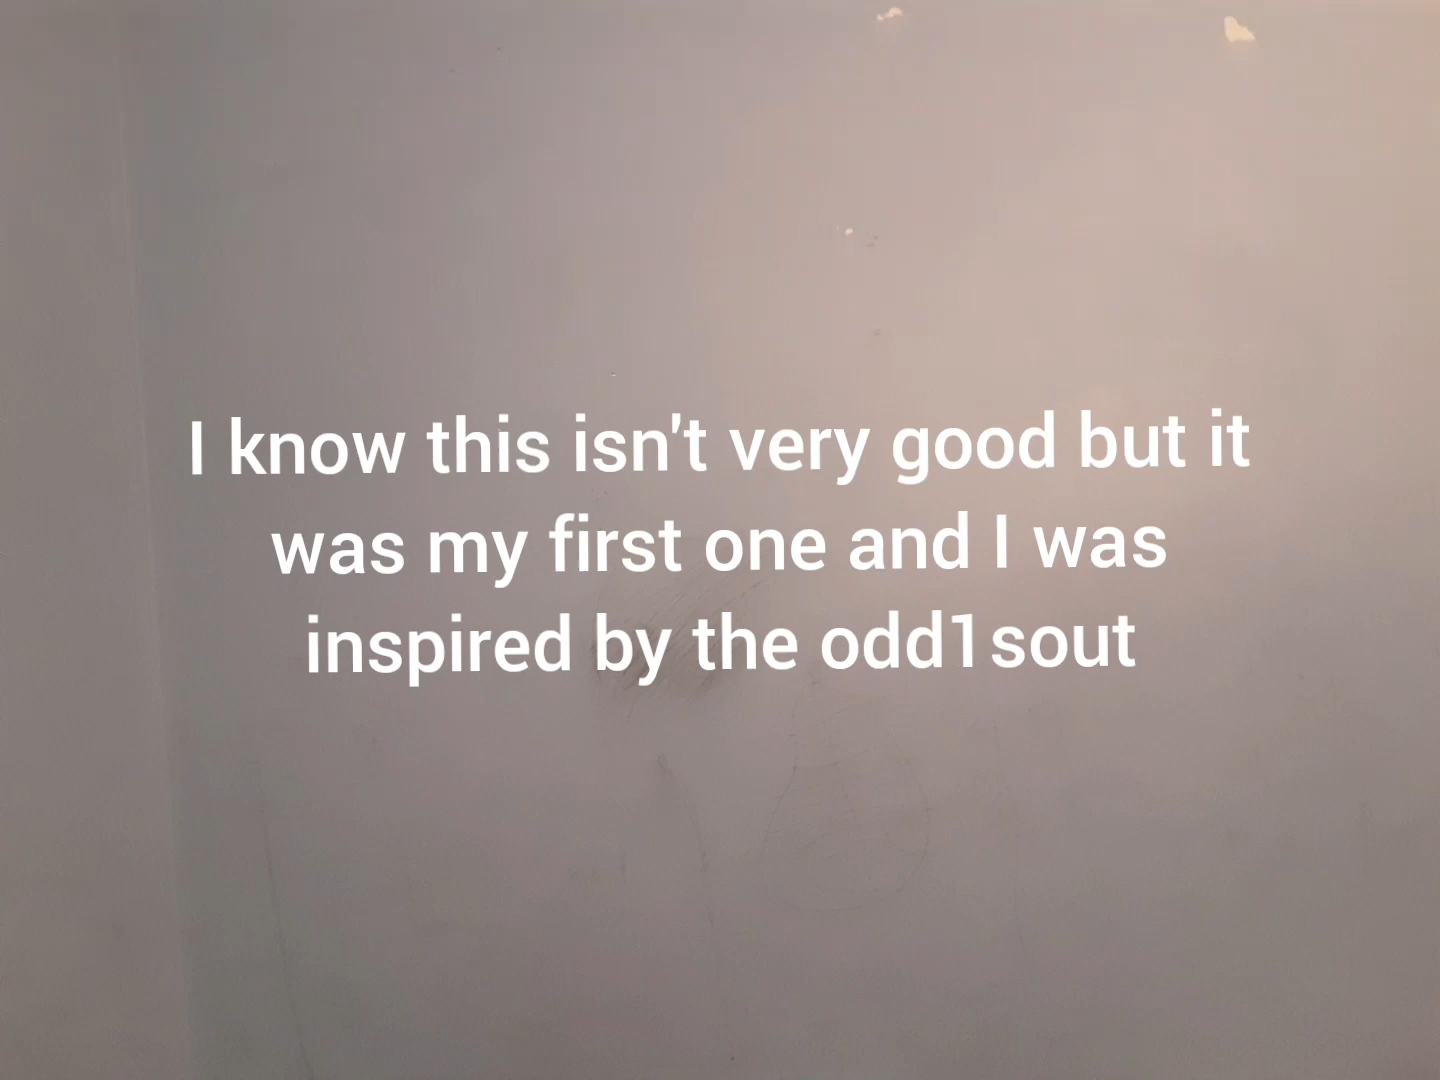 I know this isn't very good but it
was my first one and I was
inspired by the odd1sout